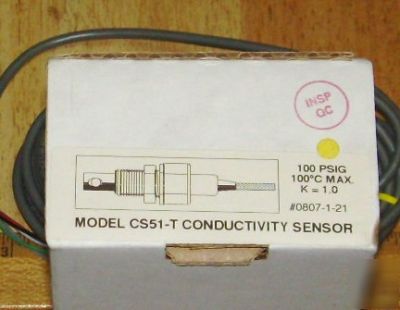 INSP
QC
100 PSIG
100°C MAX.
K = 1.0
#0807-1-21
MODEL CS51-T CONDUCTIVITY SENSOR